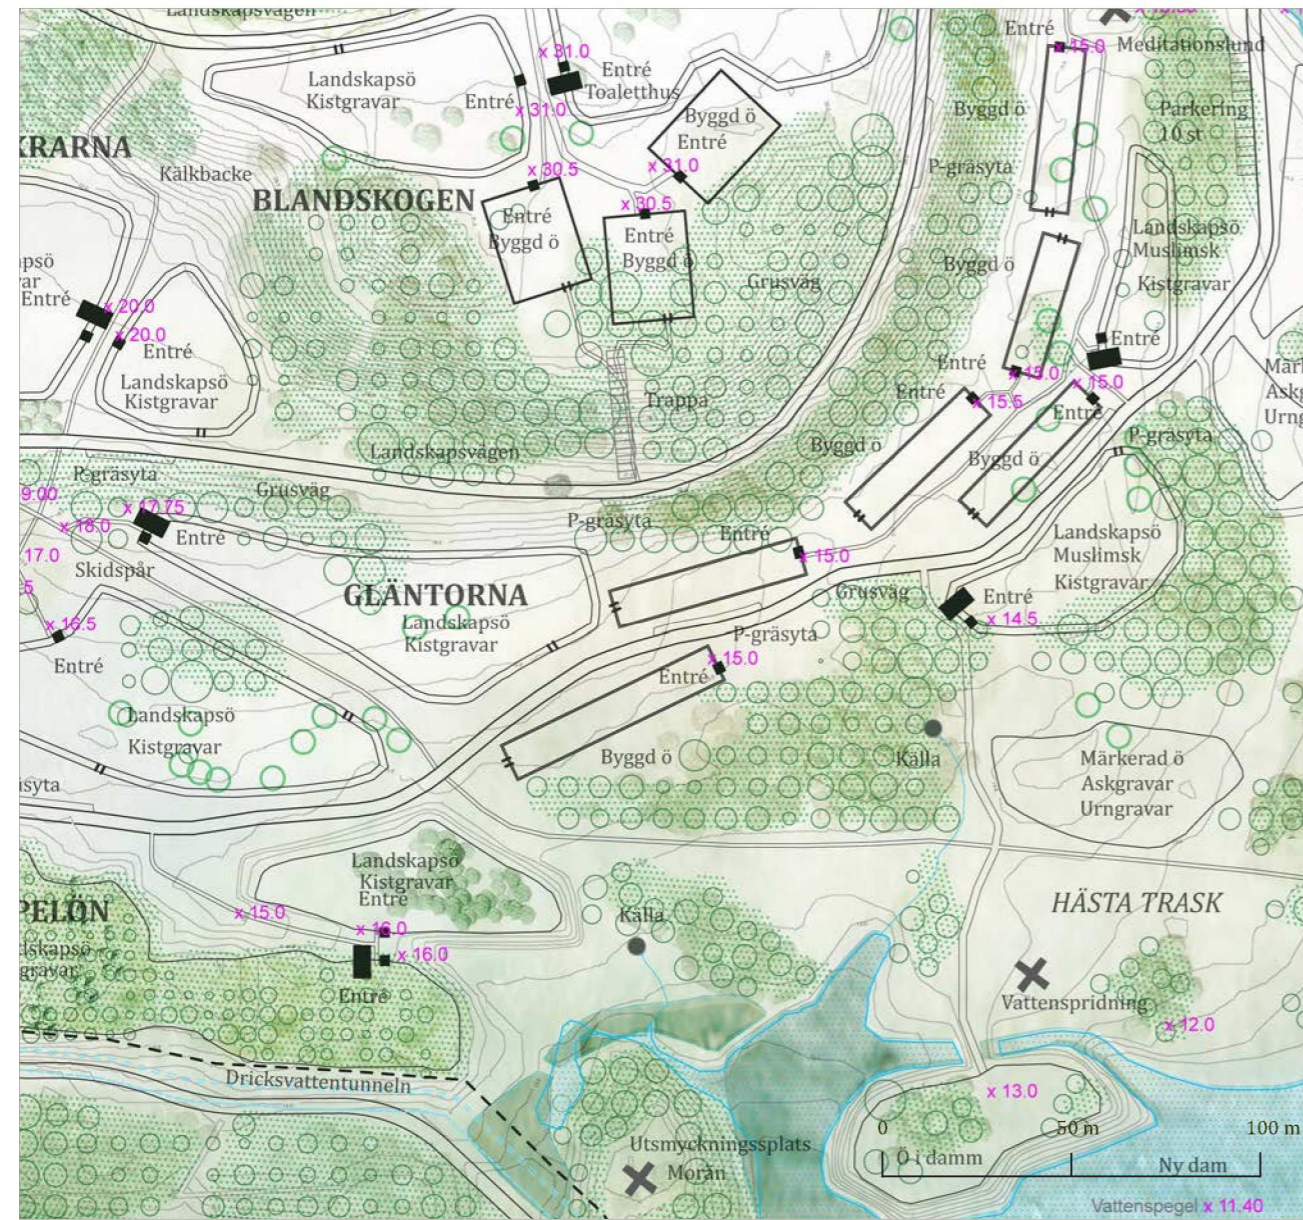 Landskapsvägen
Landskapsö
Kistgravar
Entré
x 31.0
x 31.0
Entré
Toaletthus
Byggd ö
Entré
x 31.0
Entré
x 15.0
Meditationslund
Byggd ö
Parkering
10 st
P-gräsyta
KRARNA
Kälkbacke
BLANDSKOGEN
x 30.5
Entré
Byggd ö
x 30.5
Entré
Byggd ö
Grusväg
Byggd ö
Landskapsö
Muslimsk
Kistgravar
Entré
Entré
x 20.0
x 20.0
Entré
Landskapsö
Kistgravar
Trappa
Landskapsvägen
Entré
x 15.0
x 15.0
Entré
x 15.5
Entré
Byggd ö
Byggd ö
P-gräsyta
P-gräsyta
Grusväg
x 17.75
x 18.0
Entré
17.0
Skidspår
x 16.5
Entré
GLÄNTORNA
Landskapsö
Kistgravar
P-gräsyta
Entré
x 15.0
Grusväg
Landskapsö
Muslimsk
Kistgravar
Entré
x 14.5
P-gräsyta
x 15.0
Entré
Byggd ö
Landskapsö
Kistgravar
Källa
Märkerad ö
Askgravar
Urngravar
Landskapsö
Kistgravar
Entré
x 15.0
x 16.0
x 16.0
Entré
PELÖN
Källa
HÄSTA TRASK
Vattenspridning
x 12.0
Dricksvattentunneln
x 13.0
0 50 m 100 m
Utsmyckningssplats
Morän
Ö i damm
Ny dam
Vattenspegel x 11.40